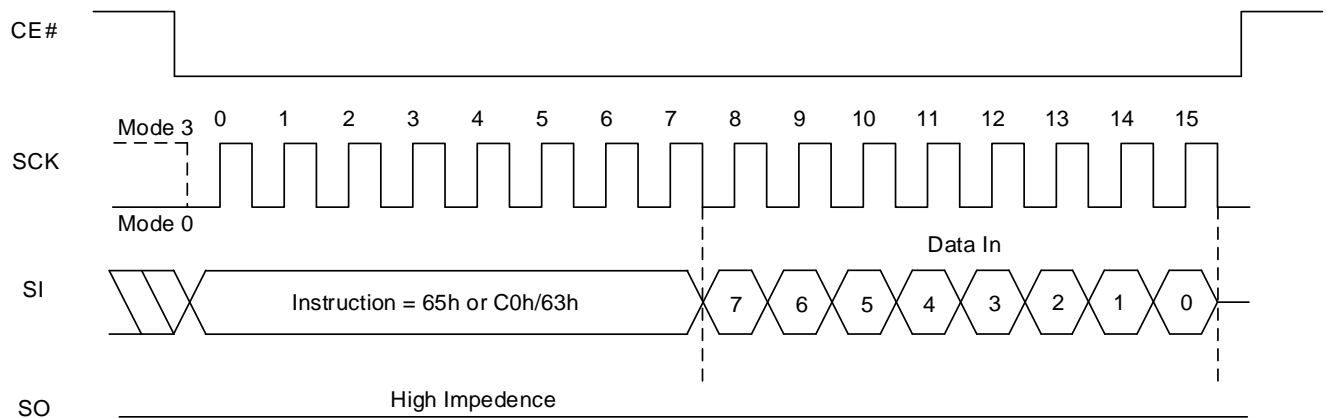 CE#
0 1 2 3 4 5 6 7 8 9 10 11 12 13 14 15
Mode 3
SCK
Mode 0
Data In
SI
Instruction = 65h or C0h/63h
7 6 5 4 3 2 1 0
High Impedence
SO